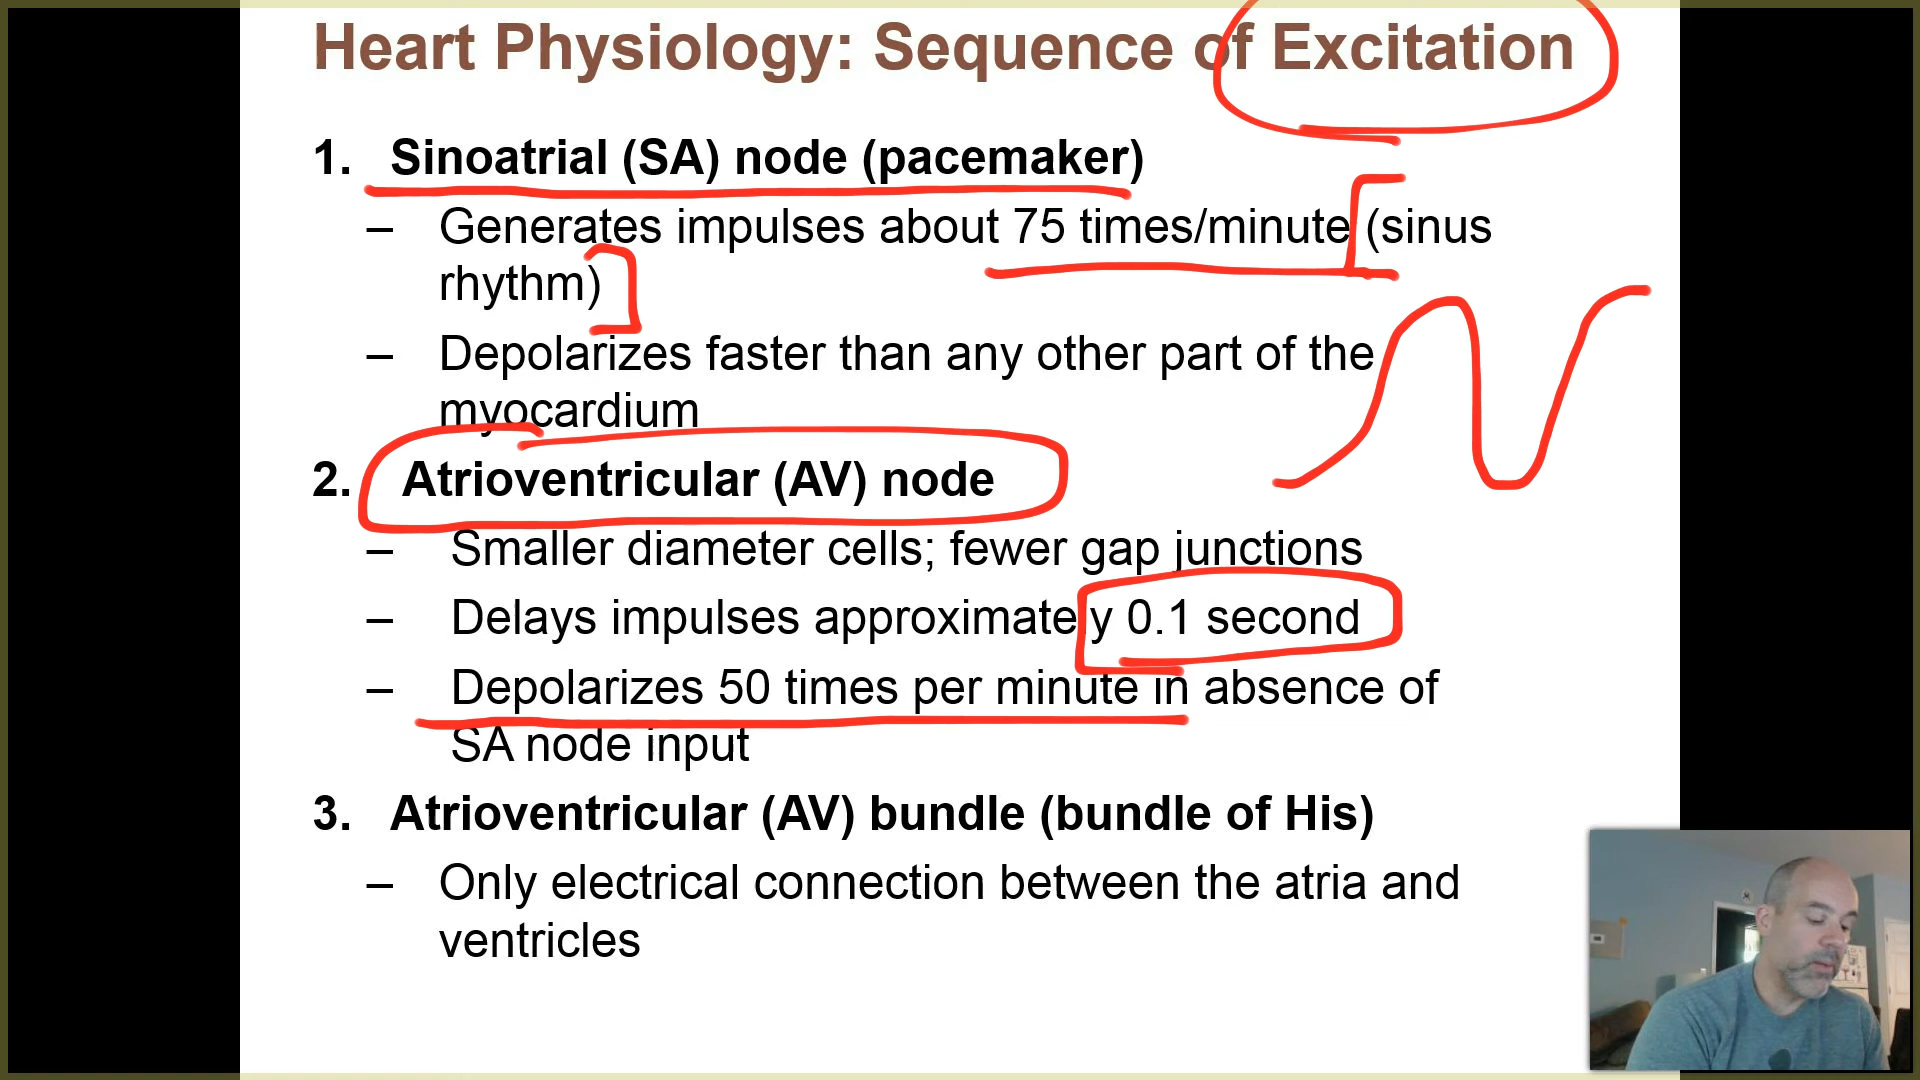 Heart Physiology: Sequence of Excitation
1. Sinoatrial (SA) node (pacemaker)
– Generates impulses about 75 times/minute (sinus
rhythm)
– Depolarizes faster than any other part of the
myocardium
2. Atrioventricular (AV) node
– Smaller diameter cells; fewer gap junctions
– Delays impulses approximately 0.1 second
– Depolarizes 50 times per minute in absence of
SA node input
3. Atrioventricular (AV) bundle (bundle of His)
– Only electrical connection between the atria and
ventricles